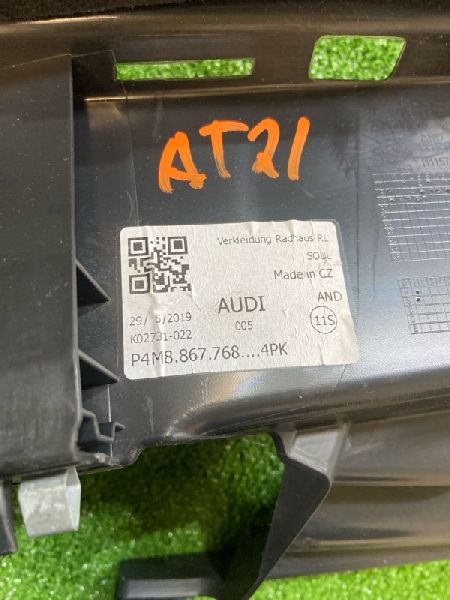 AT21
Verkleidung Radhaus R.L
SOUL
Made in CZ
AUDI
AND
29/ 5/2019
005
11S
K02731-022
P4M8.867.768....4PK